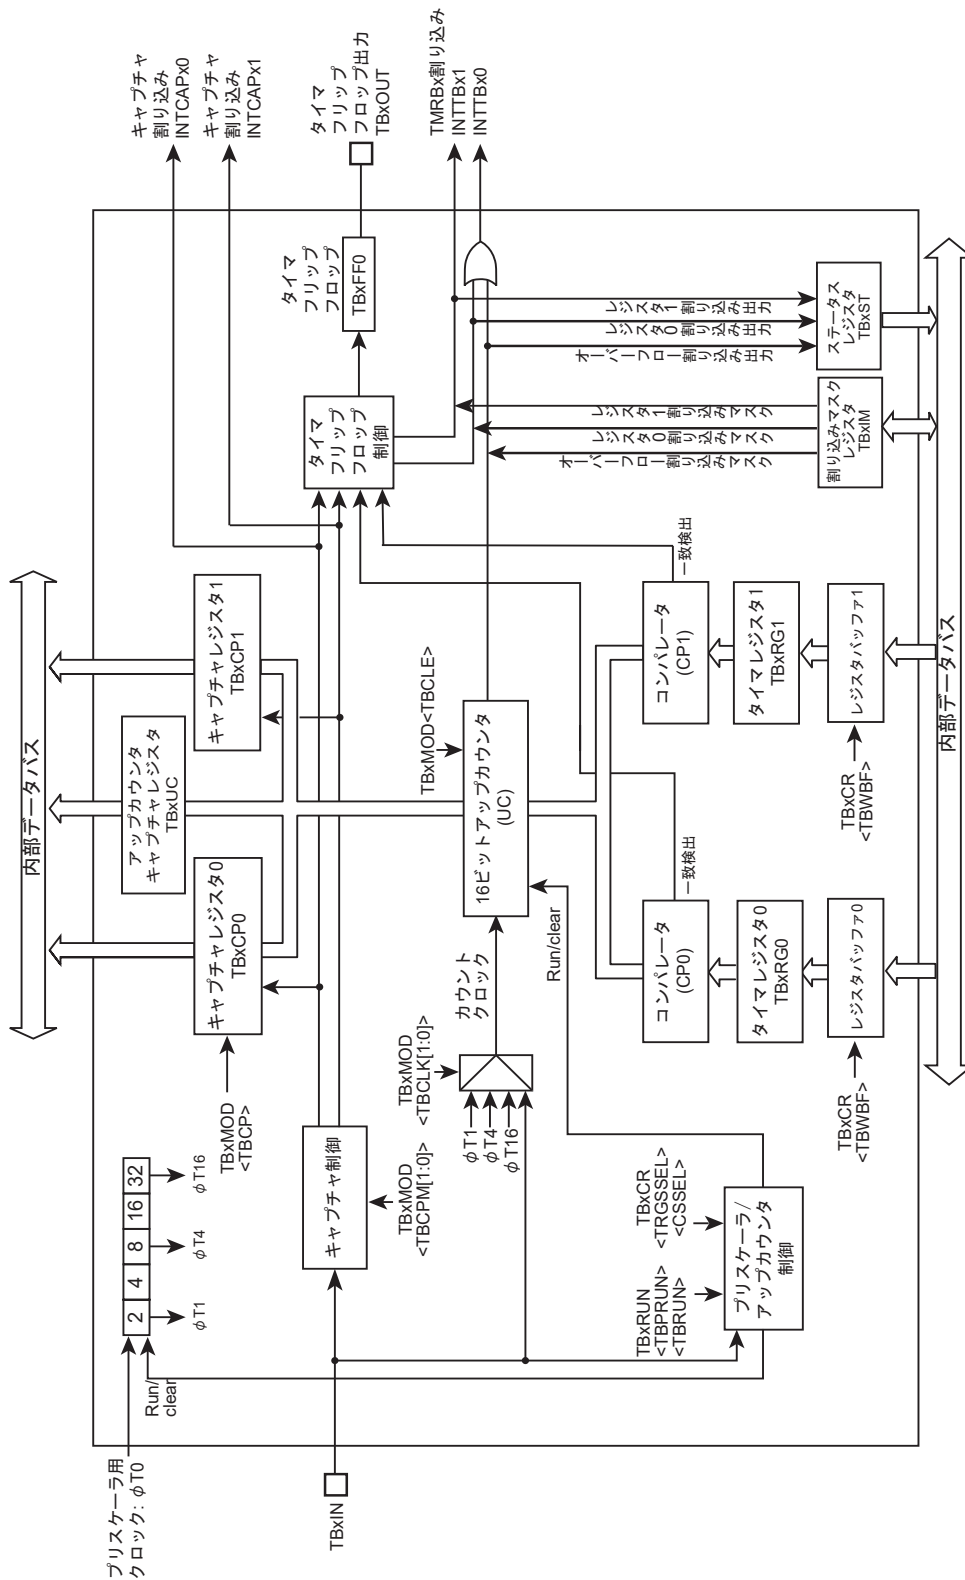 プリスケーラ用
クロック: φT0
Run/
clear
2 4 8 16 32
φT1
φT4
φT16
TBxIN
キャプチャ制御
TBxMOD
<TBCPM[1:0]>
TBxMOD
<TBCP>
内部データバス
キャプチャレジスタ0
TBxCP0
アップカウンタ
キャプチャレジスタ
TBxUC
キャプチャレジスタ1
TBxCP1
キャプチャ
割り込み
INTCAPx0
キャプチャ
割り込み
INTCAPx1
TBxMOD
<TBCLK[1:0]>
φT1
φT4
φT16
カウント
クロック
TBxMOD<TBCLE>
16ビットアップカウンタ
(UC)
Run/clear
タイマ
フリップ
フロップ
制御
タイマ
フリップ
フロップ
TBxFF0
タイマ
フリップ
フロップ出力
TBxOUT
TMRBx割り込み
INTTBx1
INTTBx0
TBxRUN
<TBPRUN>
<TBRUN>
TBxCR
<TRGSSEL>
<CSSEL>
プリスケーラ/
アップカウンタ
制御
コンパレータ
(CP0)
一致検出
コンパレータ
(CP1)
一致検出
タイマレジスタ0
TBxRG0
タイマレジスタ1
TBxRG1
レジスタバッファ0
レジスタバッファ1
TBxCR
<TBWBF>
TBxCR
<TBWBF>
レジスタ1割り込みマスク
レジスタ0割り込みマスク
オーバーフロー割り込みマスク
レジスタ1割り込み出力
レジスタ0割り込み出力
オーバーフロー割り込み出力
割り込みマスク
レジスタ
TBxIM
ステータス
レジスタ
TBxST
内部データバス